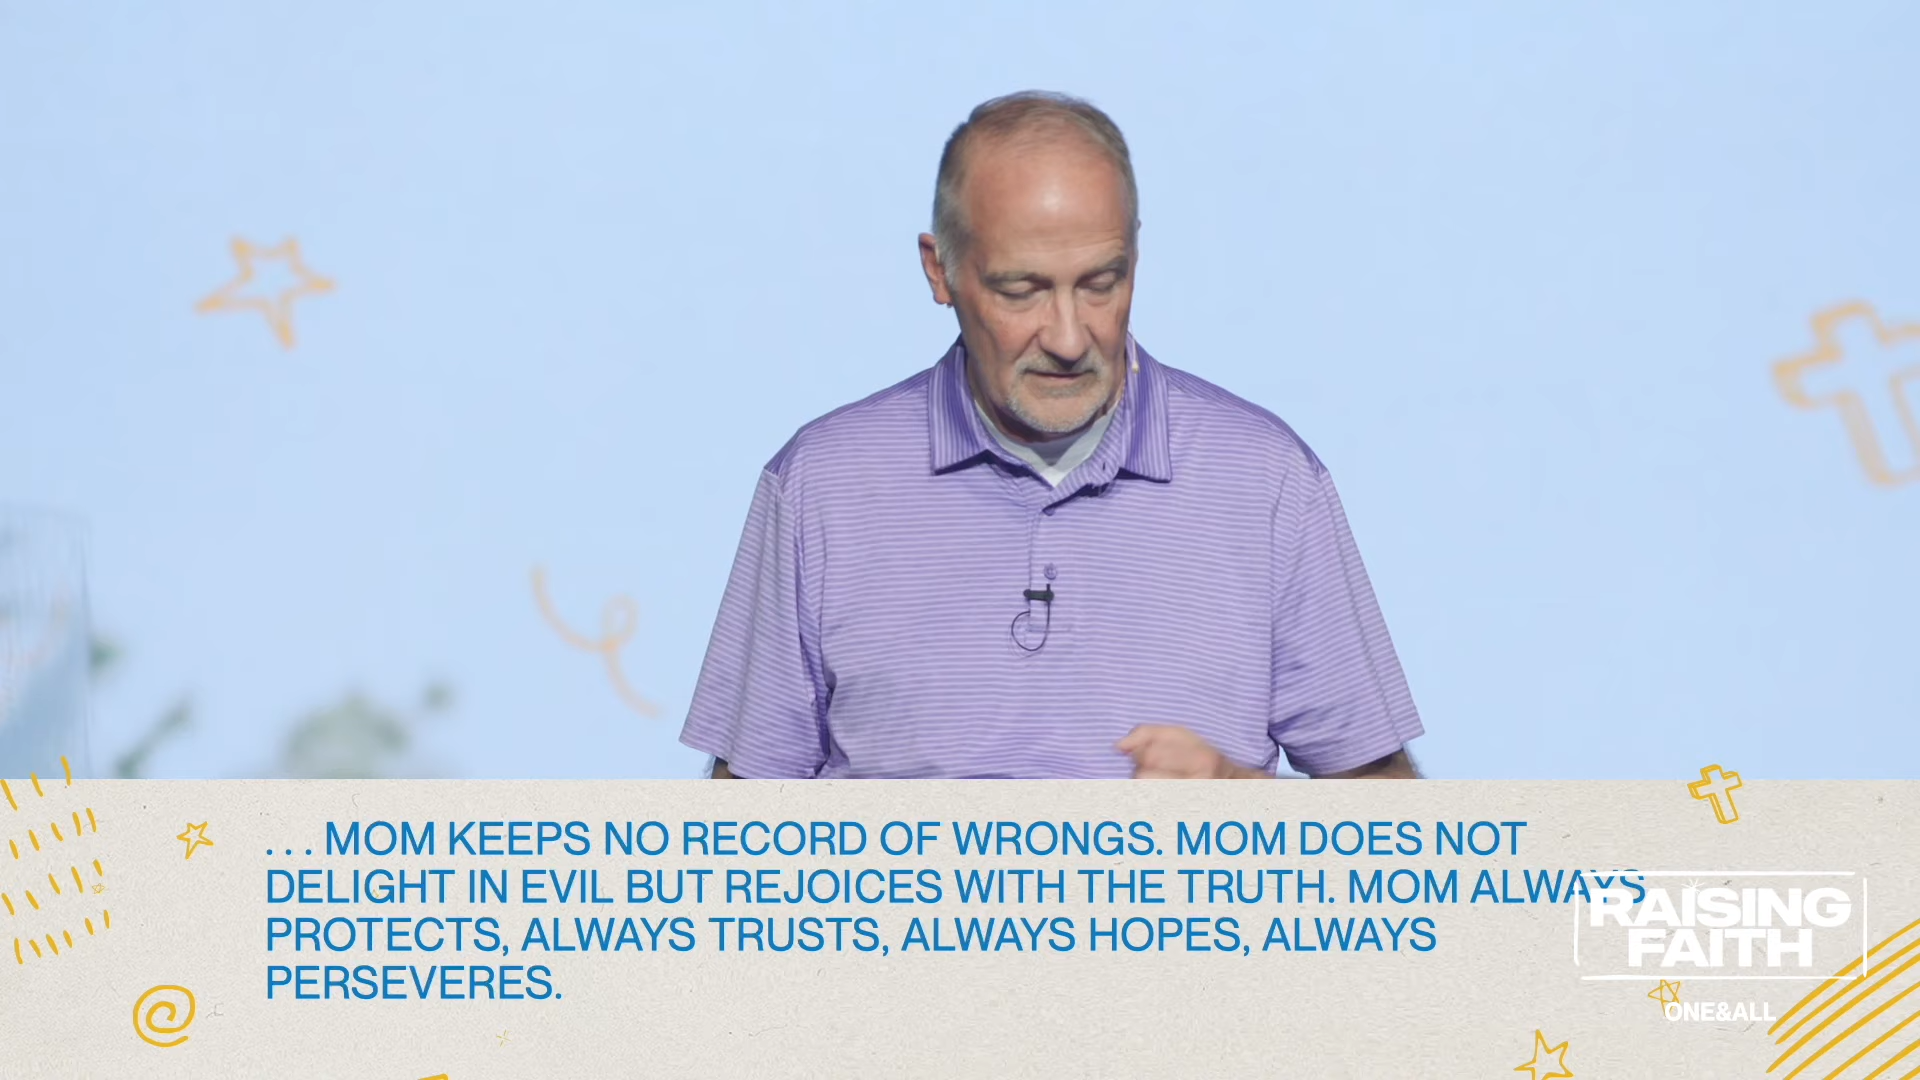 ... MOM KEEPS NO RECORD OF WRONGS. MOM DOES NOT
DELIGHT IN EVIL BUT REJOICES WITH THE TRUTH. MOM ALWAYS
PROTECTS, ALWAYS TRUSTS, ALWAYS HOPES, ALWAYS
PERSEVERES.
RAISING
FAITH
ONE&ALL